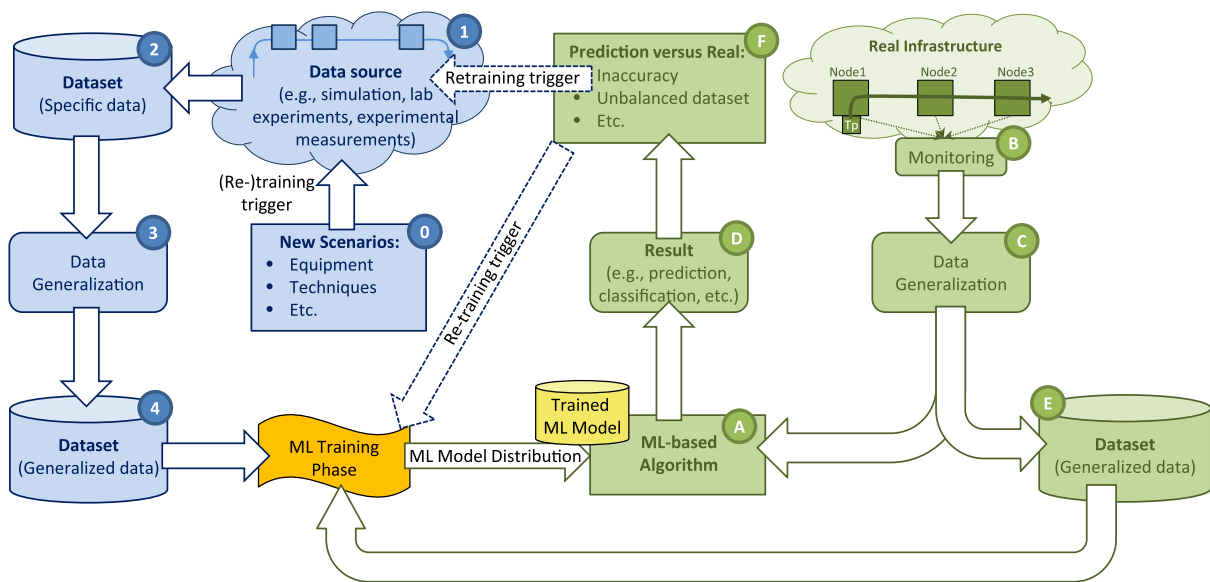 2
Dataset
(Specific data)
1
Data source
(e.g., simulation, lab
experiments, experimental
measurements)
Retraining trigger
F
Prediction versus Real:
• Inaccuracy
• Unbalanced dataset
• Etc.
Real Infrastructure
Node1
Node2
Node3
Tp
B
Monitoring
(Re-)training
trigger
3
Data
Generalization
0
New Scenarios:
• Equipment
• Techniques
• Etc.
Re-training trigger
D
Result
(e.g., prediction,
classification, etc.)
C
Data
Generalization
4
Dataset
(Generalized data)
ML Training
Phase
ML Model Distribution
Trained
ML Model
A
ML-based
Algorithm
E
Dataset
(Generalized data)